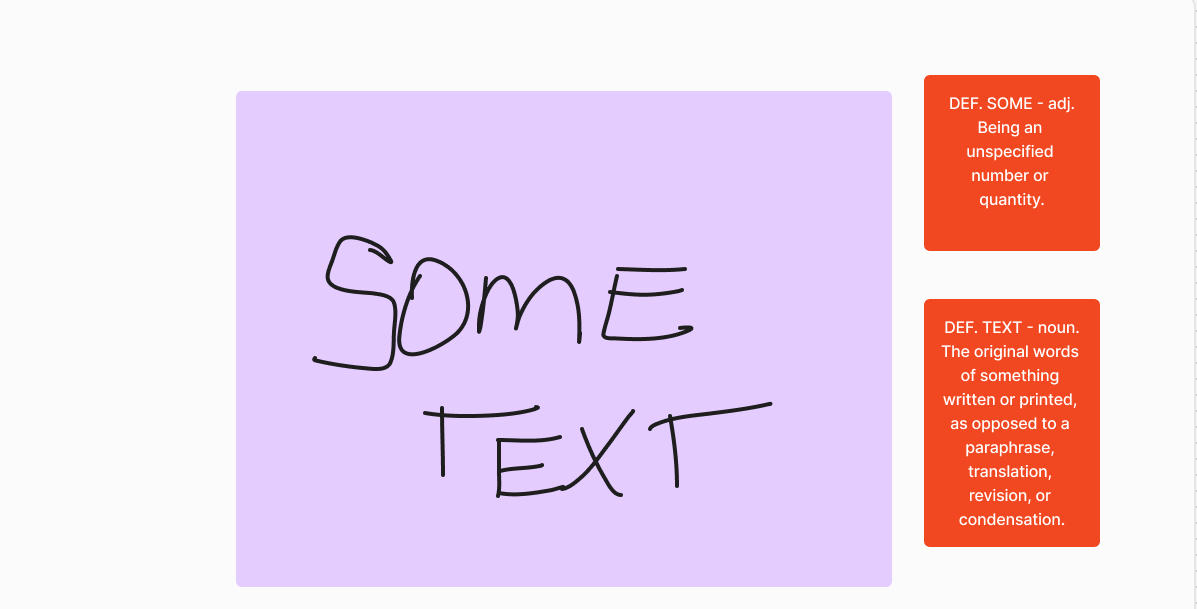 SOME
TEXT
DEF. SOME - adj.
Being an
unspecified
number or
quantity.
DEF. TEXT - noun.
The original words
of something
written or printed,
as opposed to a
paraphrase,
translation,
revision, or
condensation.